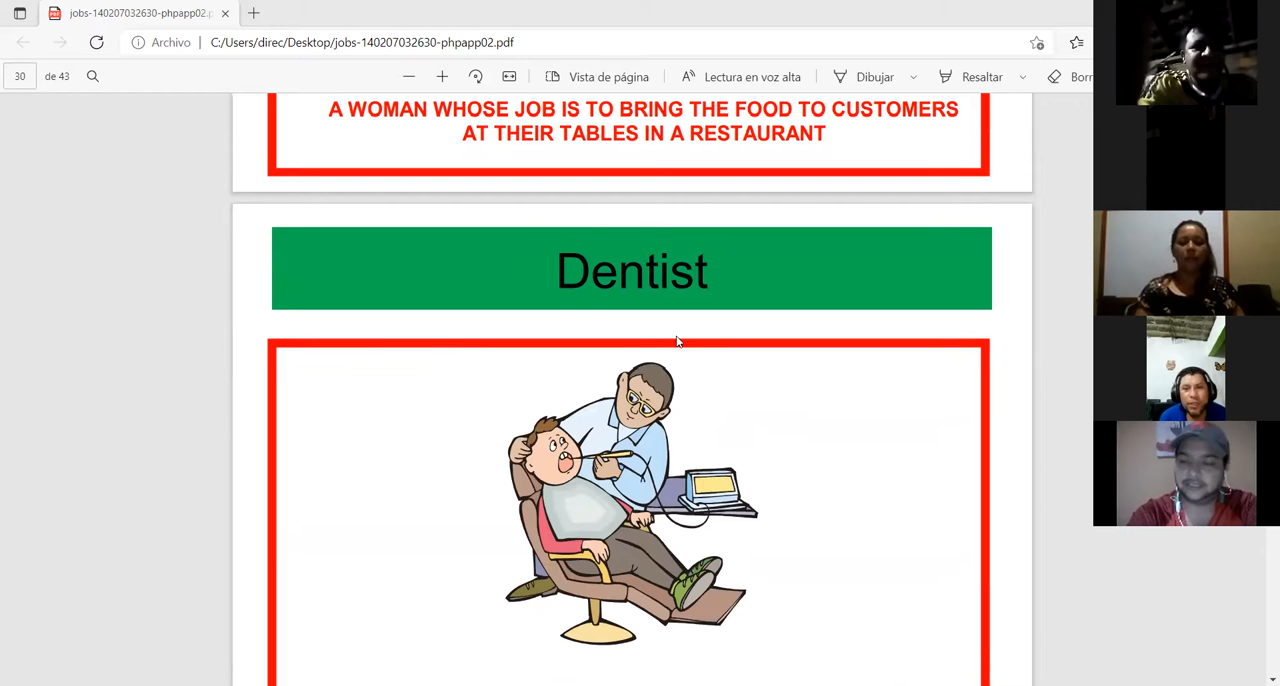 jobs-140207032630-phpapp02.p
Archivo
C:/Users/direc/Desktop/jobs-140207032630-phpapp02.pdf
30 de 43
Vista de página
Lectura en voz alta
Dibujar
Resaltar
Borr
A WOMAN WHOSE JOB IS TO BRING THE FOOD TO CUSTOMERS
AT THEIR TABLES IN A RESTAURANT
Dentist